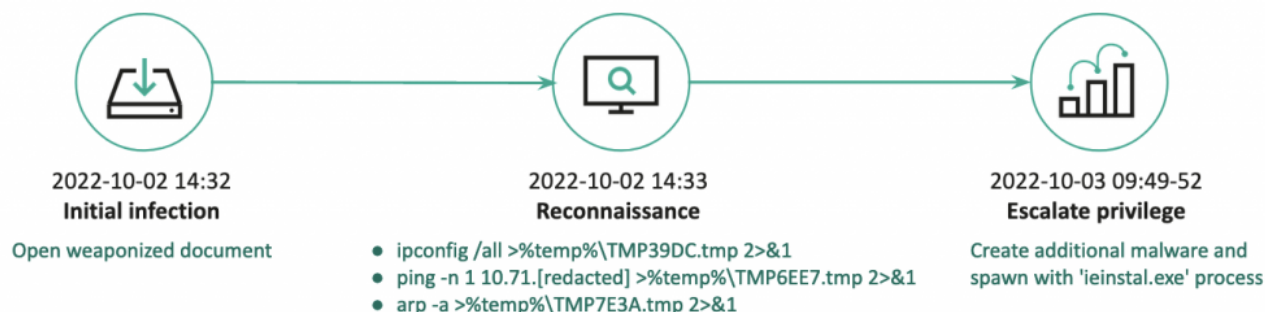 2022-10-02 14:32
Initial infection
Open weaponized document
2022-10-02 14:33
Reconnaissance
● ipconfig /all >%temp%\TMP39DC.tmp 2>&1
● ping -n 1 10.71.[redacted] >%temp%\TMP6EE7.tmp 2>&1
● arp -a >%temp%\TMP7E3A.tmp 2>&1
2022-10-03 09:49-52
Escalate privilege
Create additional malware and
spawn with 'ieinstal.exe' process